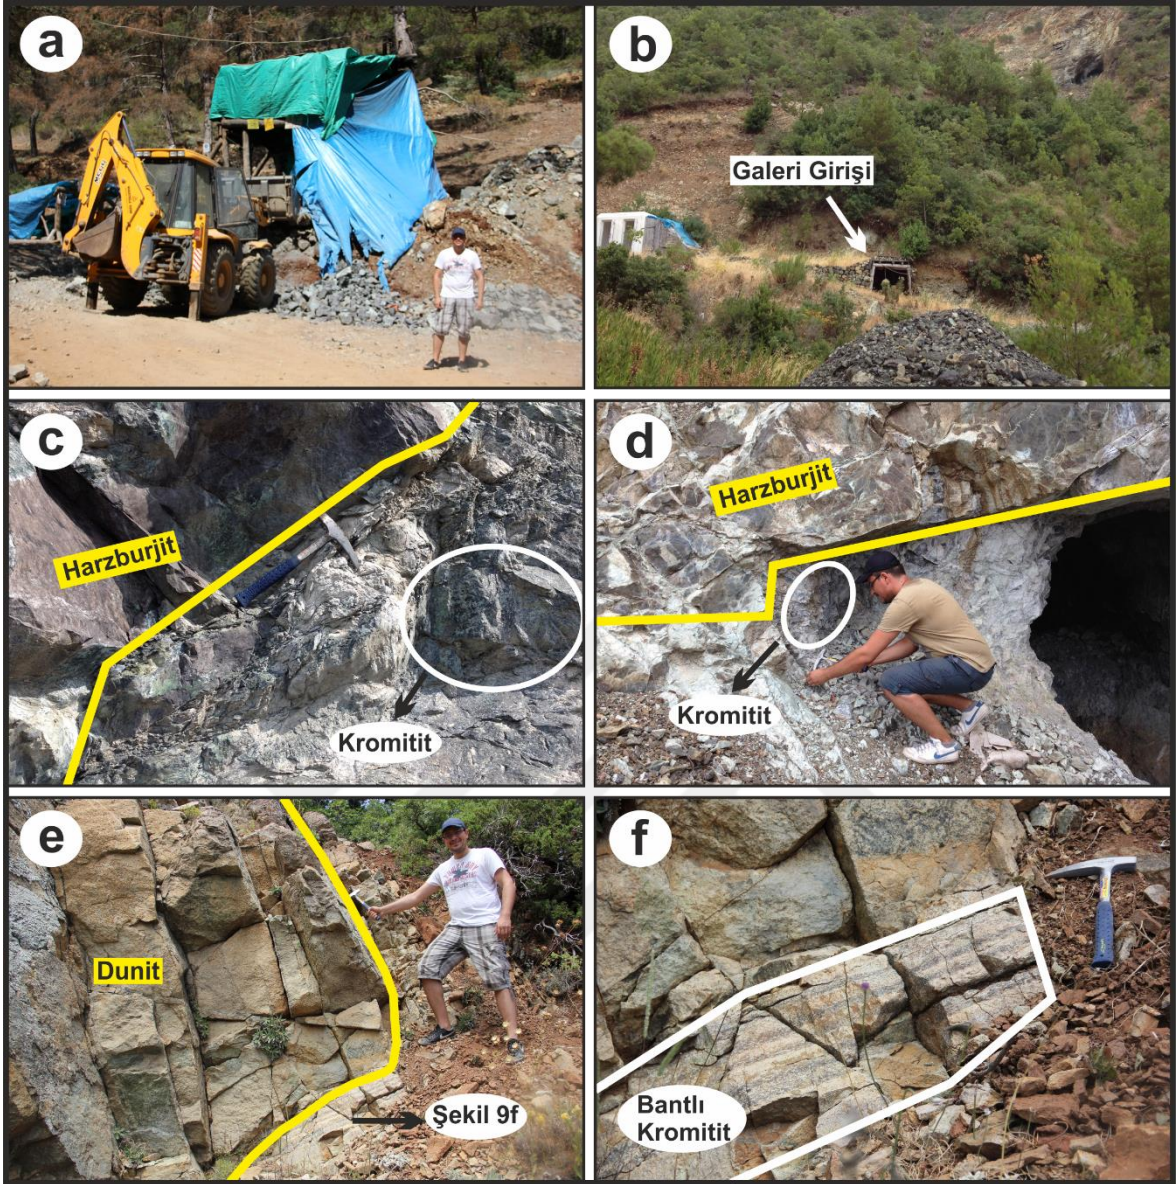 a
b
Galeri Girişi
c
Harzburjit
Kromitit
d
Harzburjit
Kromitit
e
Dunit
Şekil 9f
f
Bantlı
Kromitit